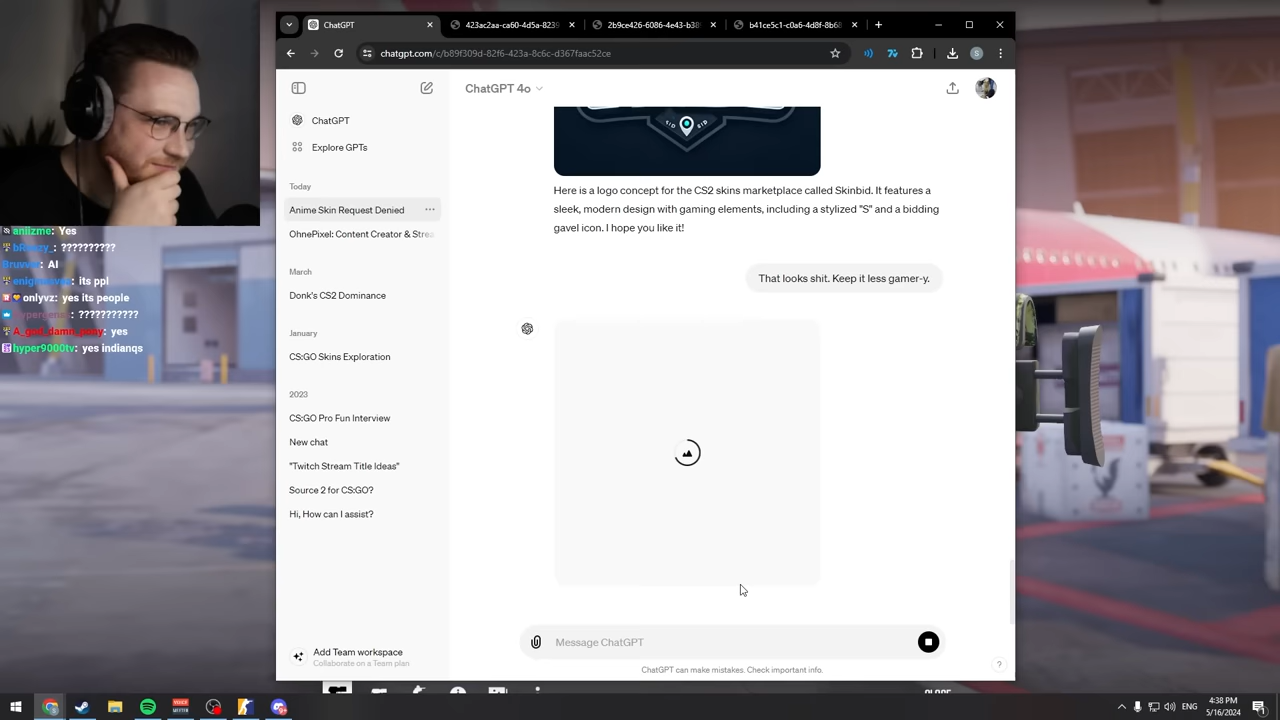 ChatGPT
423ac2aa-ca60-4d5a-8239
2b9ce426-6086-4e43-b38
b41ce5c1-c0a6-4d8f-8b68
chatgpt.com/c/b89f309d-82f6-423a-8c6c-d367faac52ce
S
ChatGPT 4o
ChatGPT
Explore GPTs
Today
Anime Skin Request Denied
OhnePixel: Content Creator & Strea
March
Donk's CS2 Dominance
January
CS:GO Skins Exploration
2023
CS:GO Pro Fun Interview
New chat
"Twitch Stream Title Ideas"
Source 2 for CS:GO?
Hi, How can I assist?
Add Team workspace
Collaborate on a Team plan
Here is a logo concept for the CS2 skins marketplace called Skinbid. It features a
sleek, modern design with gaming elements, including a stylized "S" and a bidding
gavel icon. I hope you like it!
That looks shit. Keep it less gamer-y.
Message ChatGPT
ChatGPT can make mistakes. Check important info.
?
aniizme: Yes
: ??????????
: AI
: its ppl
onlyvz: yes its people
: ???????????
: yes
hyper9000tv: yes indianqs
ENG
4:38 PM
5/16/2024